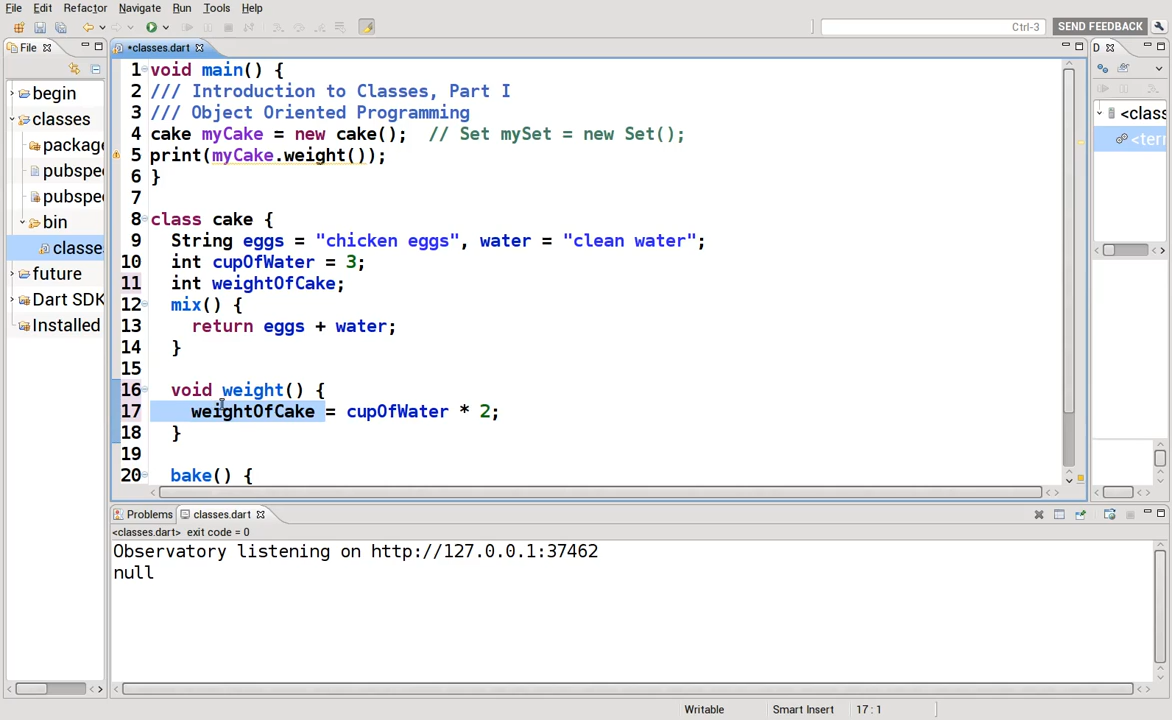 File Edit Refactor Navigate Run Tools Help
Ctrl-3
SEND FEEDBACK
File
*classes.dart
D
begin
classes
package
pubspe
pubspe
bin
classe
future
Dart SDK
Installed
1 void main() {
2 /// Introduction to Classes, Part I
3 /// Object Oriented Programming
4 cake myCake = new cake(); // Set mySet = new Set();
5 print(myCake.weight());
6 }
7
8 class cake {
9 String eggs = "chicken eggs", water = "clean water";
10 int cupOfWater = 3;
11 int weightOfCake;
12 mix() {
13 return eggs + water;
14 }
15
16 void weight() {
17 weightOfCake = cupOfWater * 2;
18 }
19
20 bake() {
<class
<ter
Problems classes.dart
<classes.dart> exit code = 0
Observatory listening on http://127.0.0.1:37462
null
Writable Smart Insert 17 : 1